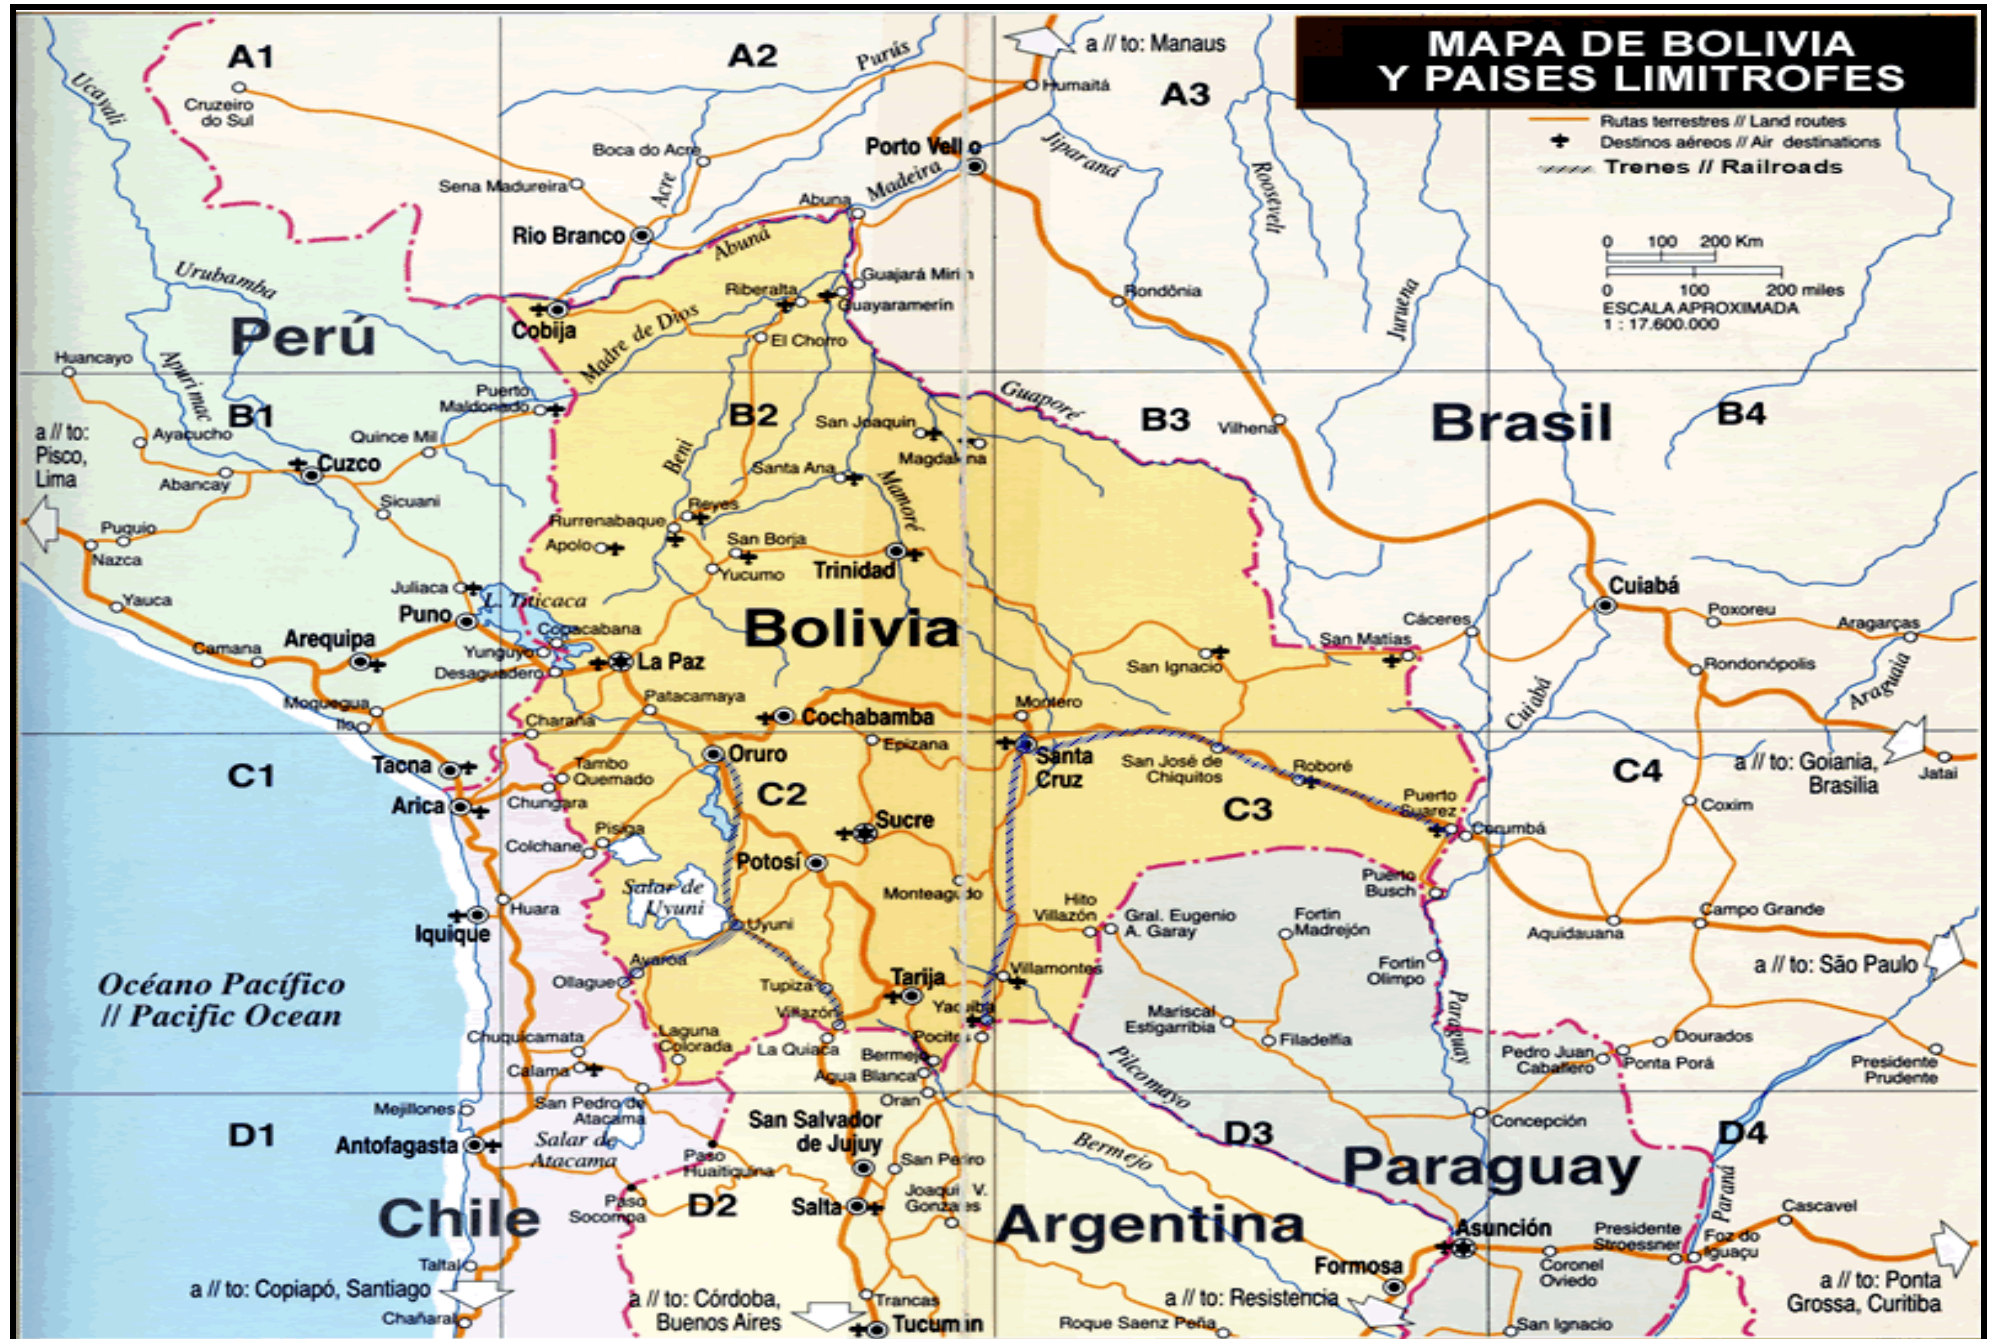 MAPA DE BOLIVIA
Y PAISES LIMITROFES
Rutas terrestres // Land routes
Destinos aéreos // Air destinations
Trenes // Railroads
0 100 200 Km
0 100 200 miles
ESCALA APROXIMADA
1 : 17.600.000
A1
A2
A3
a // to: Manaus
Purús
Humaitá
Ucayali
Cruzeiro
do Sul
Boca do Acre
Sena Madureira
Acre
Porto Vell o
Madeira
Jiparaná
Roosevelt
Abuna
Rio Branco
Abuná
Urubamba
Guajará Mirin
Riberalta
Guayaramerín
Rondônia
Juruena
Perú
Cobija
Madre de Dios
El Chorro
Huancayo
Apurimac
Puerto
Maldonado
Guaporé
B1
B2
B3
Brasil
B4
a // to:
Pisco,
Lima
Ayacucho
Quince Mil
San Joaquin
Magdalena
Vilhena
Cuzco
Abancay
Beni
Santa Ana
Mamoré
Sicuani
Reyes
Rurrenabaque
Puquio
Nazca
Apolo
San Borja
Yucumo
Trinidad
Juliaca
L. Titicaca
Yauca
Puno
Copacabana
Bolivia
Cuiabá
Poxoreu
Cáceres
Aragarças
Arequipa
Camana
Yunguyo
Desaguadero
La Paz
San Ignacio
San Matías
Rondonópolis
Araguaia
Cuiabá
Moquegua
Ilo
Patacamaya
Charaña
Cochabamba
Montero
Epizana
Oruro
Santa
Cruz
San José de
Chiquitos
Roboré
C1
Tacna
Tambo
Quemado
C2
C3
C4
a // to: Goiania,
Brasilia
Jatai
Arica
Chungara
Puerto
Suarez
Corumbá
Coxim
Pisiga
Colchane
Sucre
Potosí
Salar de
Uyuni
Monteagudo
Puerto
Busch
Huara
Iquique
Uyuni
Hito
Villazón
Gral. Eugenio
A. Garay
Fortin
Madrejón
Campo Grande
Aquidauana
Océano Pacífico
// Pacific Ocean
Avaroa
Ollague
Tupiza
Tarija
Villamontes
Fortin
Olimpo
a // to: São Paulo
Villazón
Yacuiba
Mariscal
Estigarribia
Filadelfia
Paraguay
Chuquicamata
Laguna
Colorada
La Quiaca
Pocitos
Bermejo
Agua Blanca
Calama
Pilcomayo
Pedro Juan
Caballero
Ponta Porá
Dourados
Presidente
Prudente
Mejillones
San Pedro de
Atacama
Oran
Concepción
D1
Antofagasta
Salar de
Atacama
San Salvador
de Jujuy
Bermejo
D3
D4
Paso
Huaitiquina
San Pedro
Paraguay
Chile
Paso
Socompa
D2
Salta
Joaqui V.
Gonzales
Argentina
Asunción
Presidente
Stroessner
Foz do
Iguaçu
Paraná
Cascavel
Taltal
a // to: Copiapó, Santiago
Chañaral
a // to: Córdoba,
Buenos Aires
Trancas
Tucumin
Formosa
a // to: Resistencia
Coronel
Oviedo
a // to: Ponta
Grossa, Curitiba
Roque Saenz Peña
San Ignacio